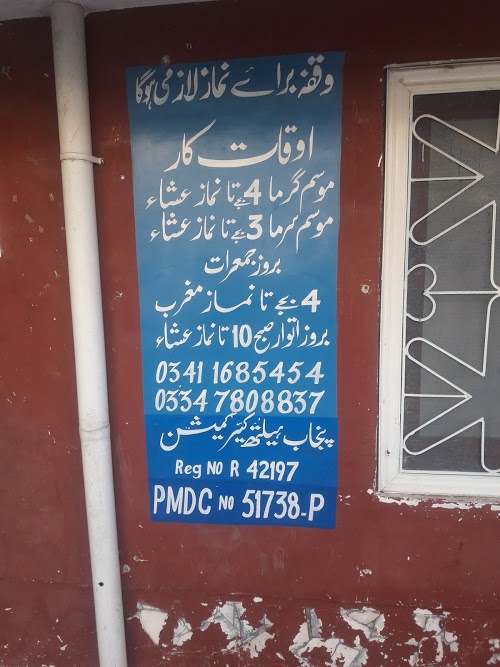 وقفہ برائے نماز لازمی ہوگا
اوقات کار
موسم گرما 4 بجے تا نماز عشاء
موسم سرما 3 بجے تا نماز عشاء
بروز جمعرات
4 بجے تا نماز مغرب
بروز اتوار صبح 10 تا نماز عشاء
0341 1685454
0334 7808837
پنجاب ہیلتھ کیئر کمیشن
Reg NO R 42197
PMDC NO 51738-P